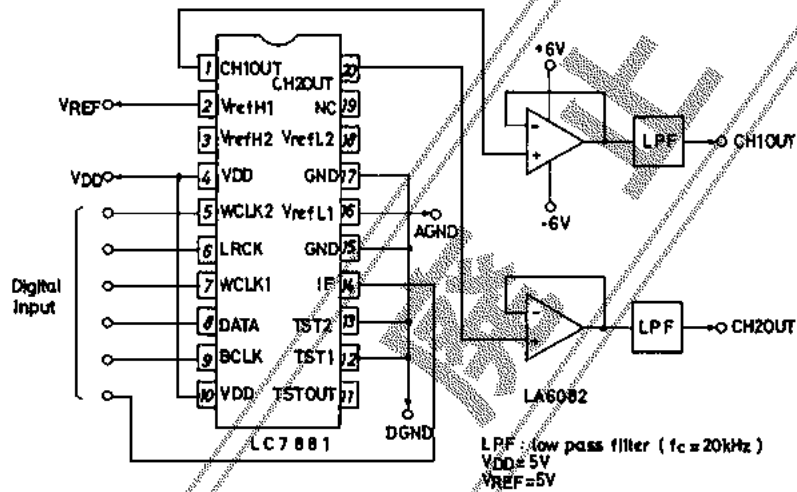 +6V
1 CH1OUT
CH2OUT 20
VREF
2 VrefH1
NC 19
3 VrefH2
VrefL2 18
LPF
CH1OUT
VDD
4 VDD
GND 17
5 WCLK2
VrefL1 16
AGND
-6V
6 LRCK
GND 15
Digital
Input
7 WCLK1
14
8 DATA
TST2 13
LPF
CH2OUT
9 BCLK
TST1 12
10 VDD
TSTOUT 11
LA6082
DGND
LC7881
LPF : low pass filter ( fc = 20kHz )
VDD = 5V
VREF = 5V